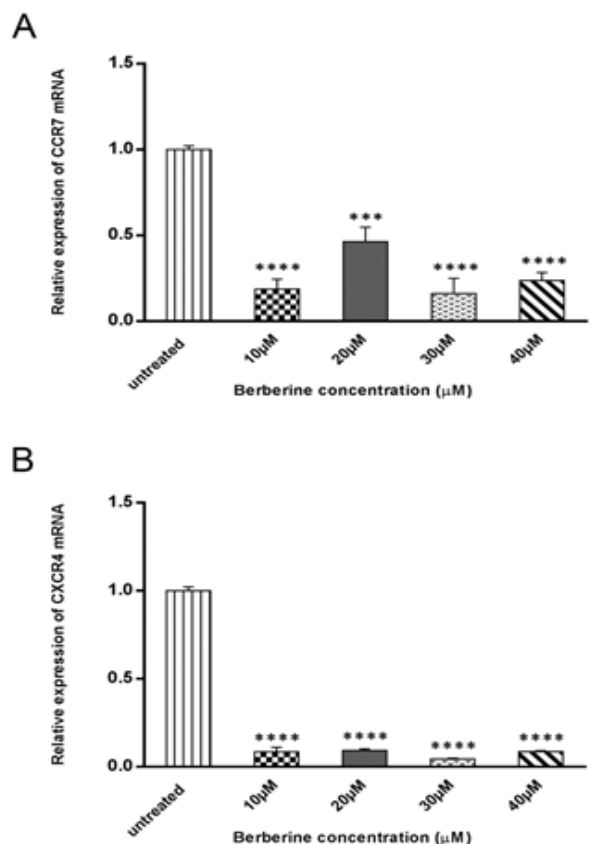 A
Relative expression of CCR7 mRNA
1.5
1.0
0.5
0.0
****
***
****
****
untreated
10μM
20μM
30μM
40μM
Berberine concentration (μM)
B
Relative expression of CXCR4 mRNA
1.5
1.0
0.5
0.0
****
****
****
****
untreated
10μM
20μM
30μM
40μM
Berberine concentration (μM)